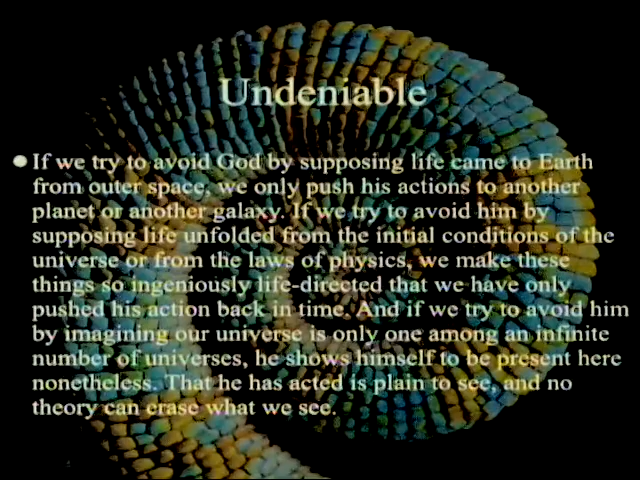 Undeniable
If we try to avoid God by supposing life came to Earth
from outer space, we only push his actions to another
planet or another galaxy. If we try to avoid him by
supposing life unfolded from the initial conditions of the
universe or from the laws of physics, we make these
things so ingeniously life-directed that we have only
pushed his action back in time. And if we try to avoid him
by imagining our universe is only one among an infinite
number of universes, he shows himself to be present here
nonetheless. That he has acted is plain to see, and no
theory can erase what we see.